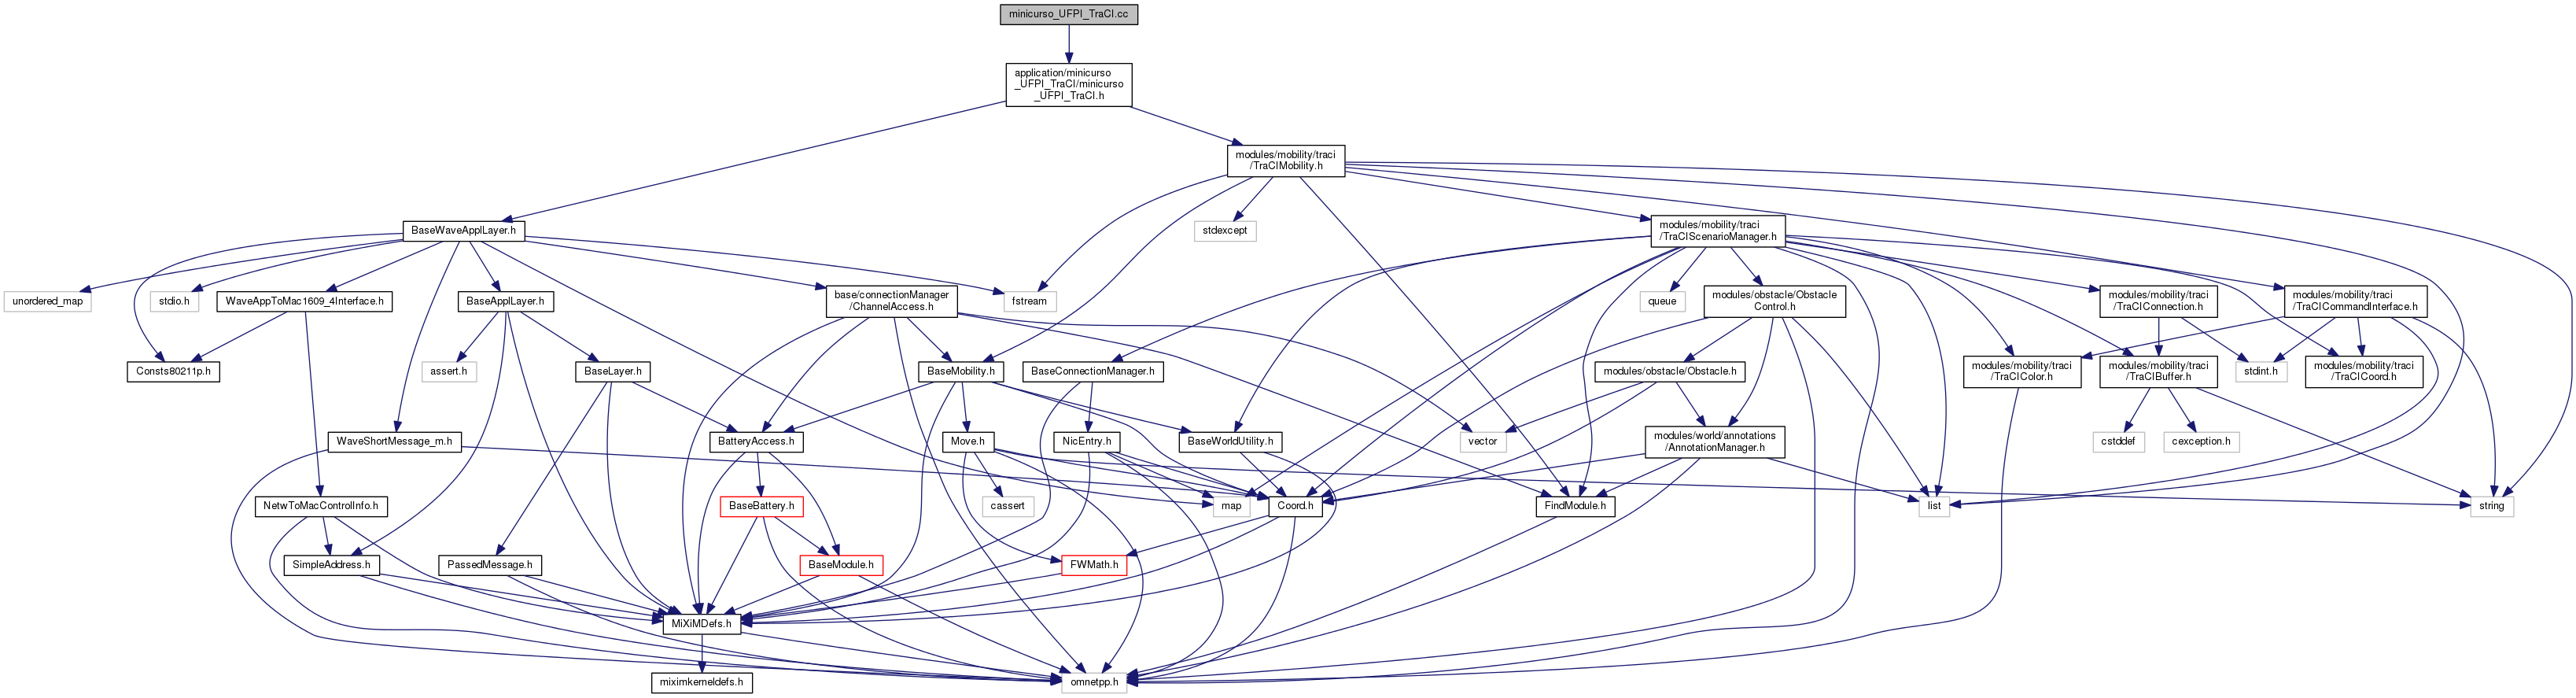 minicurso_UFPI_TraCI.cc
application/minicurso
_UFPI_TraCI/minicurso
_UFPI_TraCI.h
modules/mobility/traci
/TraCIMobility.h
BaseWaveApplLayer.h
stdexcept
modules/mobility/traci
/TraCIScenarioManager.h
unordered_map
stdio.h
WaveAppToMac1609_4Interface.h
BaseApplLayer.h
base/connectionManager
/ChannelAccess.h
fstream
queue
modules/obstacle/Obstacle
Control.h
modules/mobility/traci
/TraCIConnection.h
modules/mobility/traci
/TraCICommandInterface.h
Consts80211p.h
assert.h
BaseLayer.h
BaseMobility.h
BaseConnectionManager.h
modules/obstacle/Obstacle.h
modules/mobility/traci
/TraCIColor.h
modules/mobility/traci
/TraCIBuffer.h
stdint.h
modules/mobility/traci
/TraCICoord.h
WaveShortMessage_m.h
BatteryAccess.h
Move.h
NicEntry.h
BaseWorldUtility.h
vector
modules/world/annotations
/AnnotationManager.h
cstddef
cexception.h
NetwToMacControlInfo.h
BaseBattery.h
cassert
map
Coord.h
FindModule.h
list
string
SimpleAddress.h
PassedMessage.h
BaseModule.h
FWMath.h
MiXiMDefs.h
miximkerneldefs.h
omnetpp.h